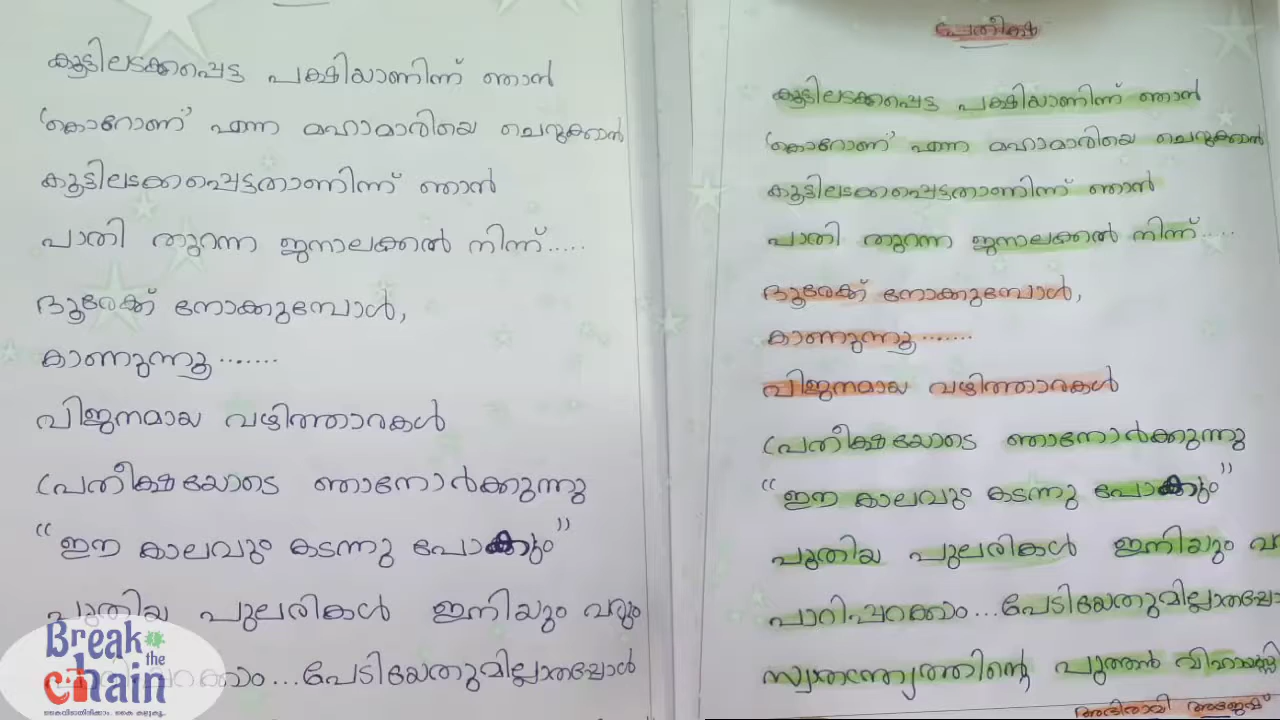 കൂട്ടിലടക്കപ്പെട്ട പക്ഷിയാണിന്ന് ഞാൻ
'കൊറോണ' എന്ന മഹാമാരിയെ ചെറുക്കാൻ
കൂട്ടിലടക്കപ്പെട്ടതാണിന്ന് ഞാൻ
പാതി തുറന്ന ജനാലക്കൽ നിന്ന്.....
ദൂരേക്ക് നോക്കുമ്പോൾ,
കാണുന്നൂ.......
വിജനമായ വഴിത്താരകൾ
പ്രതീക്ഷയോടെ ഞാനോർക്കുന്നു
“ഈ കാലവും കടന്നു പോകും”
പുതിയ പുലരികൾ ഇനിയും വരും
പറക്കാം...പേടിയേതുമില്ലാതപ്പോൾ
Break the chain
കൂട്ടിലടക്കപ്പെട്ട പക്ഷിയാണിന്ന് ഞാൻ
'കൊറോണ' എന്ന മഹാമാരിയെ ചെറുക്കാൻ
കൂട്ടിലടക്കപ്പെട്ടതാണിന്ന് ഞാൻ
പാതി തുറന്ന ജനാലക്കൽ നിന്ന്.....
ദൂരേക്ക് നോക്കുമ്പോൾ,
കാണുന്നൂ.......
വിജനമായ വഴിത്താരകൾ
പ്രതീക്ഷയോടെ ഞാനോർക്കുന്നു
“ഈ കാലവും കടന്നു പോകും”
പുതിയ പുലരികൾ ഇനിയും വ
പാറിപ്പറക്കാം...പേടിയേതുമില്ലാതപ്പോ
സ്വാതന്ത്ര്യത്തിന്റെ പുത്തൻ
അഭിരാമി